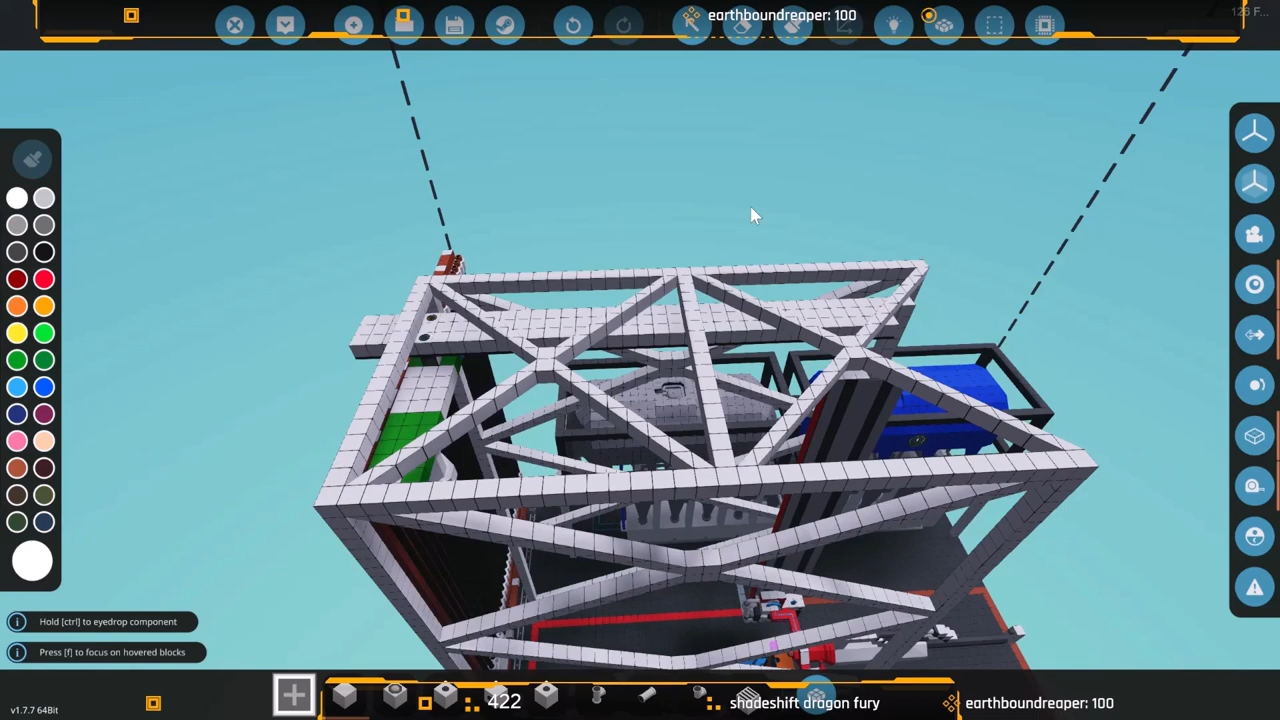 earthboundreaper: 100
Hold [ctrl] to eyedrop component
Press [f] to focus on hovered blocks
422
shadeshift dragon fury
earthboundreaper: 100
v1.7.7 64Bit